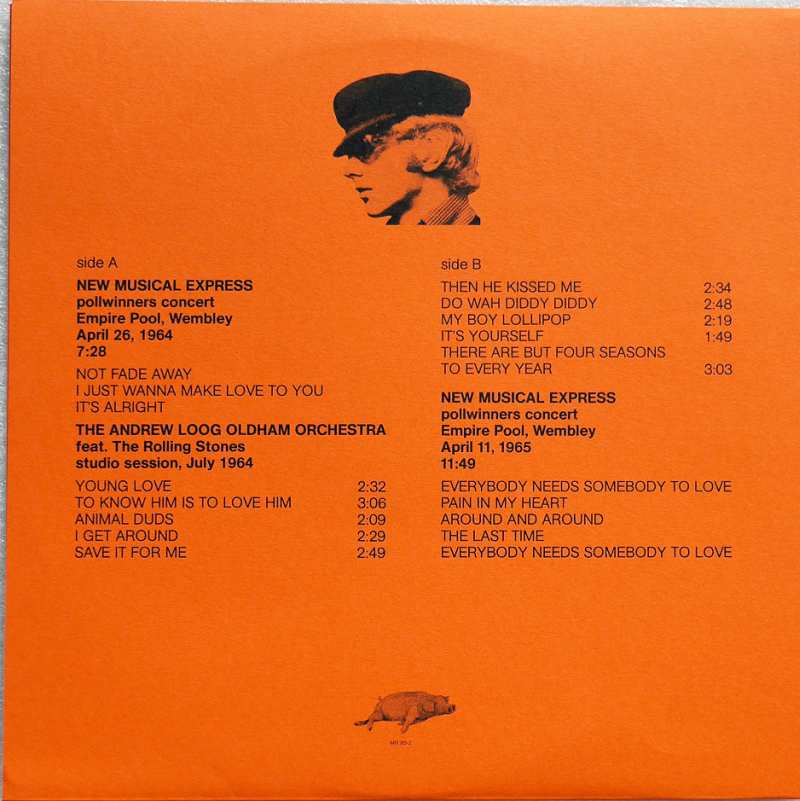 side A
NEW MUSICAL EXPRESS
pollwinners concert
Empire Pool, Wembley
April 26, 1964
7:28
NOT FADE AWAY
I JUST WANNA MAKE LOVE TO YOU
IT'S ALRIGHT
THE ANDREW LOOG OLDHAM ORCHESTRA
feat. The Rolling Stones
studio session, July 1964
YOUNG LOVE 2:32
TO KNOW HIM IS TO LOVE HIM 3:06
ANIMAL DUDS 2:09
I GET AROUND 2:29
SAVE IT FOR ME 2:49
side B
THEN HE KISSED ME 2:34
DO WAH DIDDY DIDDY 2:48
MY BOY LOLLIPOP 2:19
IT'S YOURSELF 1:49
THERE ARE BUT FOUR SEASONS
TO EVERY YEAR 3:03
NEW MUSICAL EXPRESS
pollwinners concert
Empire Pool, Wembley
April 11, 1965
11:49
EVERYBODY NEEDS SOMEBODY TO LOVE
PAIN IN MY HEART
AROUND AND AROUND
THE LAST TIME
EVERYBODY NEEDS SOMEBODY TO LOVE